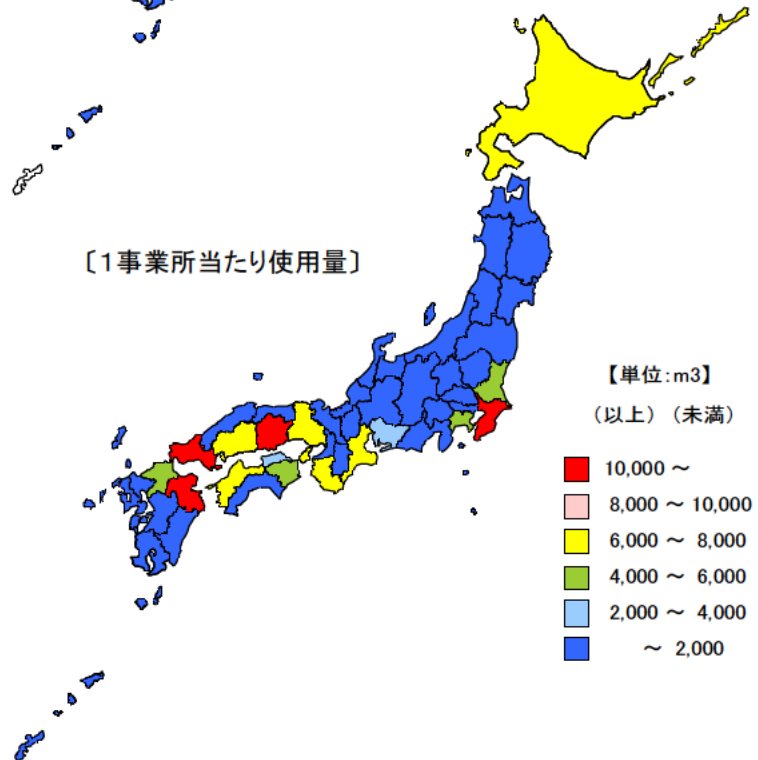 〔１事業所当たり使用量〕
【単位：m3】
（以上）（未満）
10,000 ～
8,000 ～ 10,000
6,000 ～ 8,000
4,000 ～ 6,000
2,000 ～ 4,000
～ 2,000